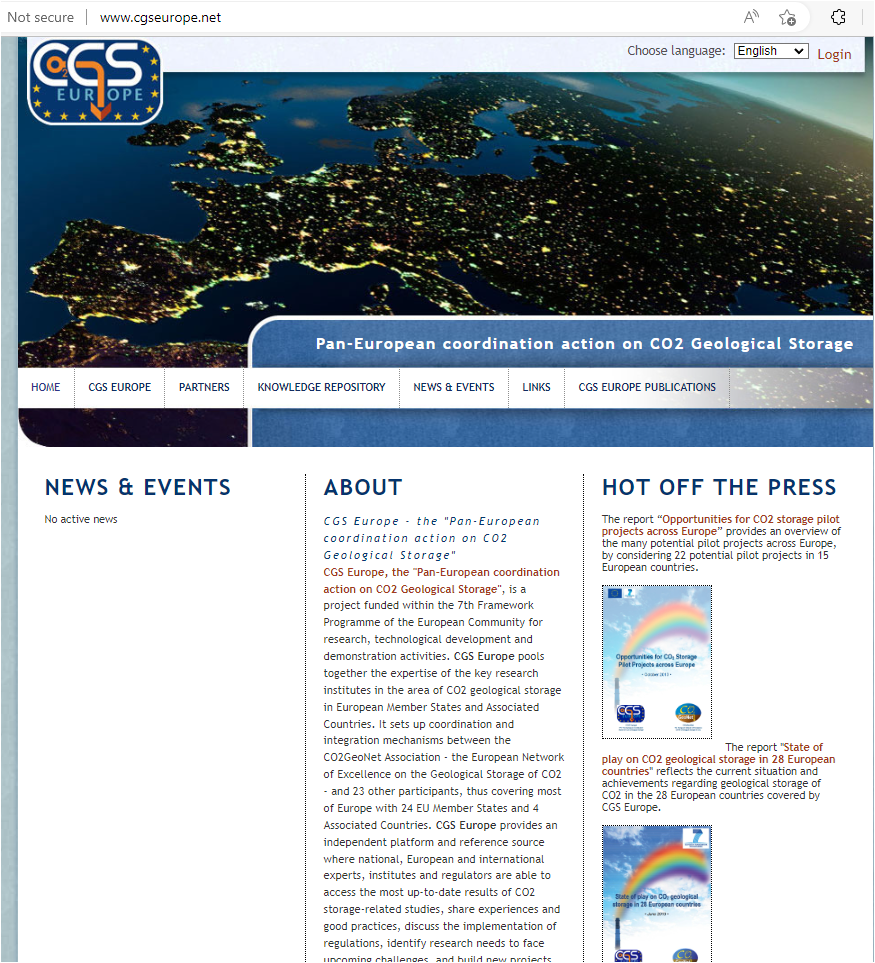 Not secure
www.cgseurope.net
Choose language:
English
Login
CO2GS
EUROPE
Pan-European coordination action on CO2 Geological Storage
HOME
CGS EUROPE
PARTNERS
KNOWLEDGE REPOSITORY
NEWS & EVENTS
LINKS
CGS EUROPE PUBLICATIONS
NEWS & EVENTS
No active news
ABOUT
CGS Europe - the "Pan-European
coordination action on CO2
Geological Storage"
CGS Europe, the "Pan-European coordination
action on CO2 Geological Storage", is a
project funded within the 7th Framework
Programme of the European Community for
research, technological development and
demonstration activities. CGS Europe pools
together the expertise of the key research
institutes in the area of CO2 geological storage
in European Member States and Associated
Countries. It sets up coordination and
integration mechanisms between the
CO2GeoNet Association - the European Network
of Excellence on the Geological Storage of CO2
- and 23 other participants, thus covering most
of Europe with 24 EU Member States and 4
Associated Countries. CGS Europe provides an
independent platform and reference source
where national, European and international
experts, institutes and regulators are able to
access the most up-to-date results of CO2
storage-related studies, share experiences and
good practices, discuss the implementation of
regulations, identify research needs to face
upcoming challenges, and build new projects
HOT OFF THE PRESS
The report “Opportunities for CO2 storage pilot
projects across Europe” provides an overview of
the many potential pilot projects across Europe,
by considering 22 potential pilot projects in 15
European countries.
Opportunities for CO2 Storage
Pilot Projects across Europe
- October 2013 -
CGS
The report "State of
play on CO2 geological storage in 28 European
countries" reflects the current situation and
achievements regarding geological storage of
CO2 in the 28 European countries covered by
CGS Europe.
State of play on CO2 geological
storage in 28 European countries
CGS